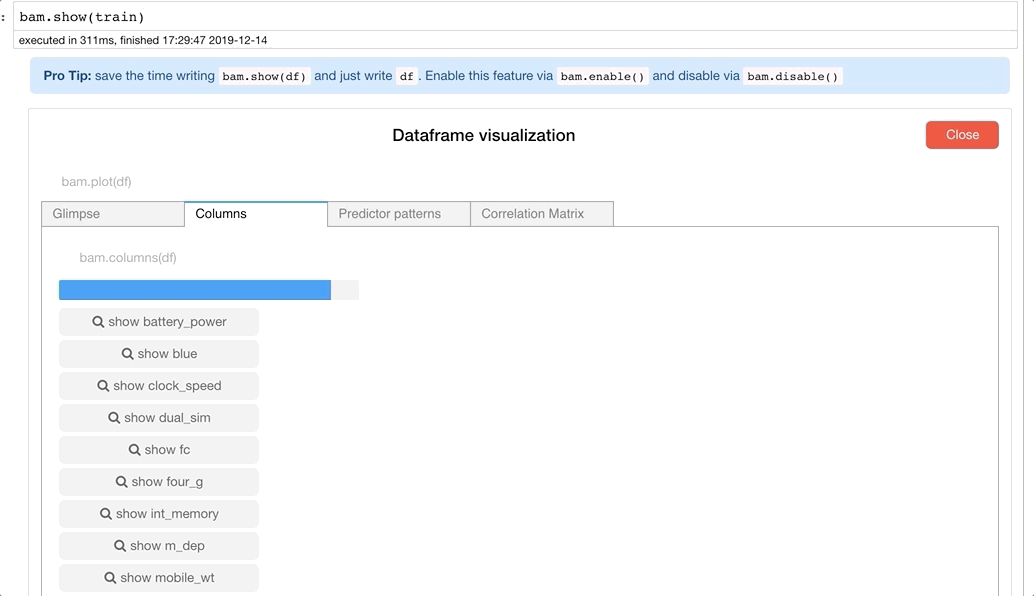 :
bam.show(train)
executed in 311ms, finished 17:29:47 2019-12-14
Pro Tip: save the time writing bam.show(df) and just write df . Enable this feature via bam.enable() and disable via bam.disable()
Dataframe visualization
Close
bam.plot(df)
Glimpse Columns Predictor patterns Correlation Matrix
bam.columns(df)
show battery_power
show blue
show clock_speed
show dual_sim
show fc
show four_g
show int_memory
show m_dep
show mobile_wt